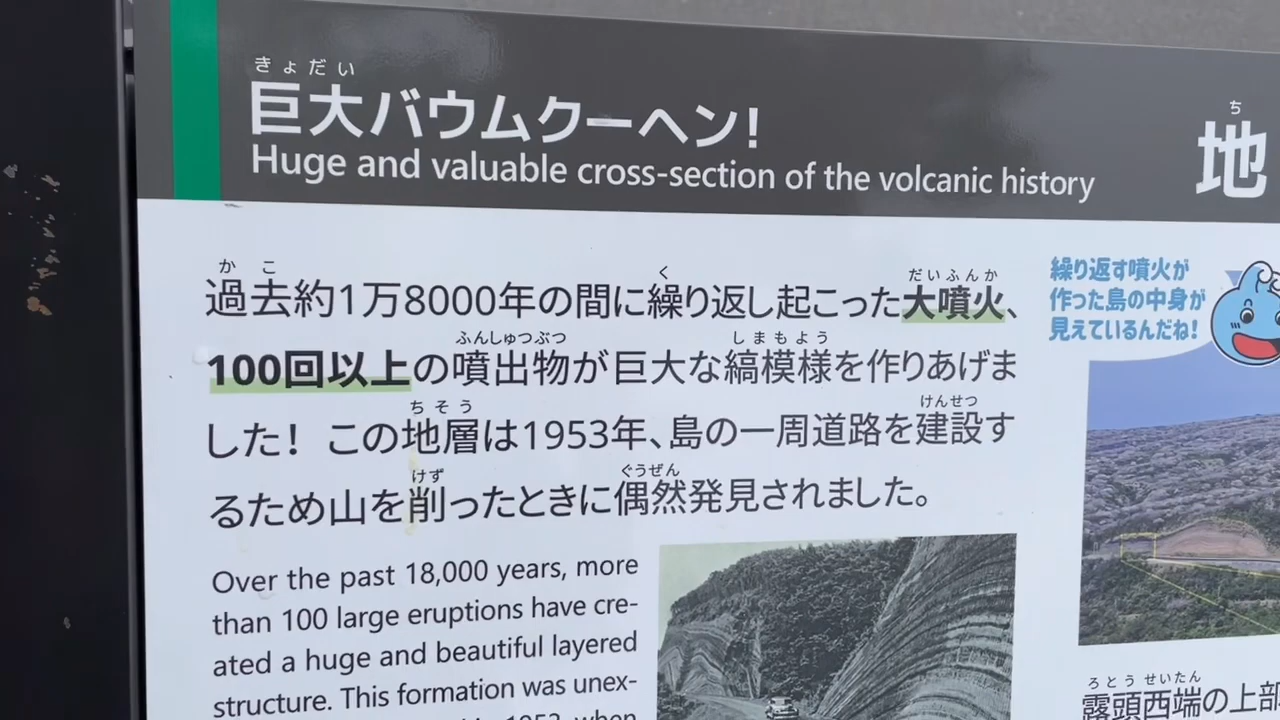 きょだい
巨大バウムクーヘン!
Huge and valuable cross-section of the volcanic history
ち
地
か こ く だいふんか
過去約1万8000年の間に繰り返し起こった大噴火、
ふんしゅつぶつ しまもよう
100回以上の噴出物が巨大な縞模様を作りあげま
ちそう けんせつ
した! この地層は1953年、島の一周道路を建設す
けず ぐうぜん
るため山を削ったときに偶然発見されました。
Over the past 18,000 years, more
than 100 large eruptions have cre-
ated a huge and beautiful layered
structure. This formation was unex-
1953, when
繰り返す噴火が
作った島の中身が
見えているんだね!
ろとうせいたん
露頭西端の上部